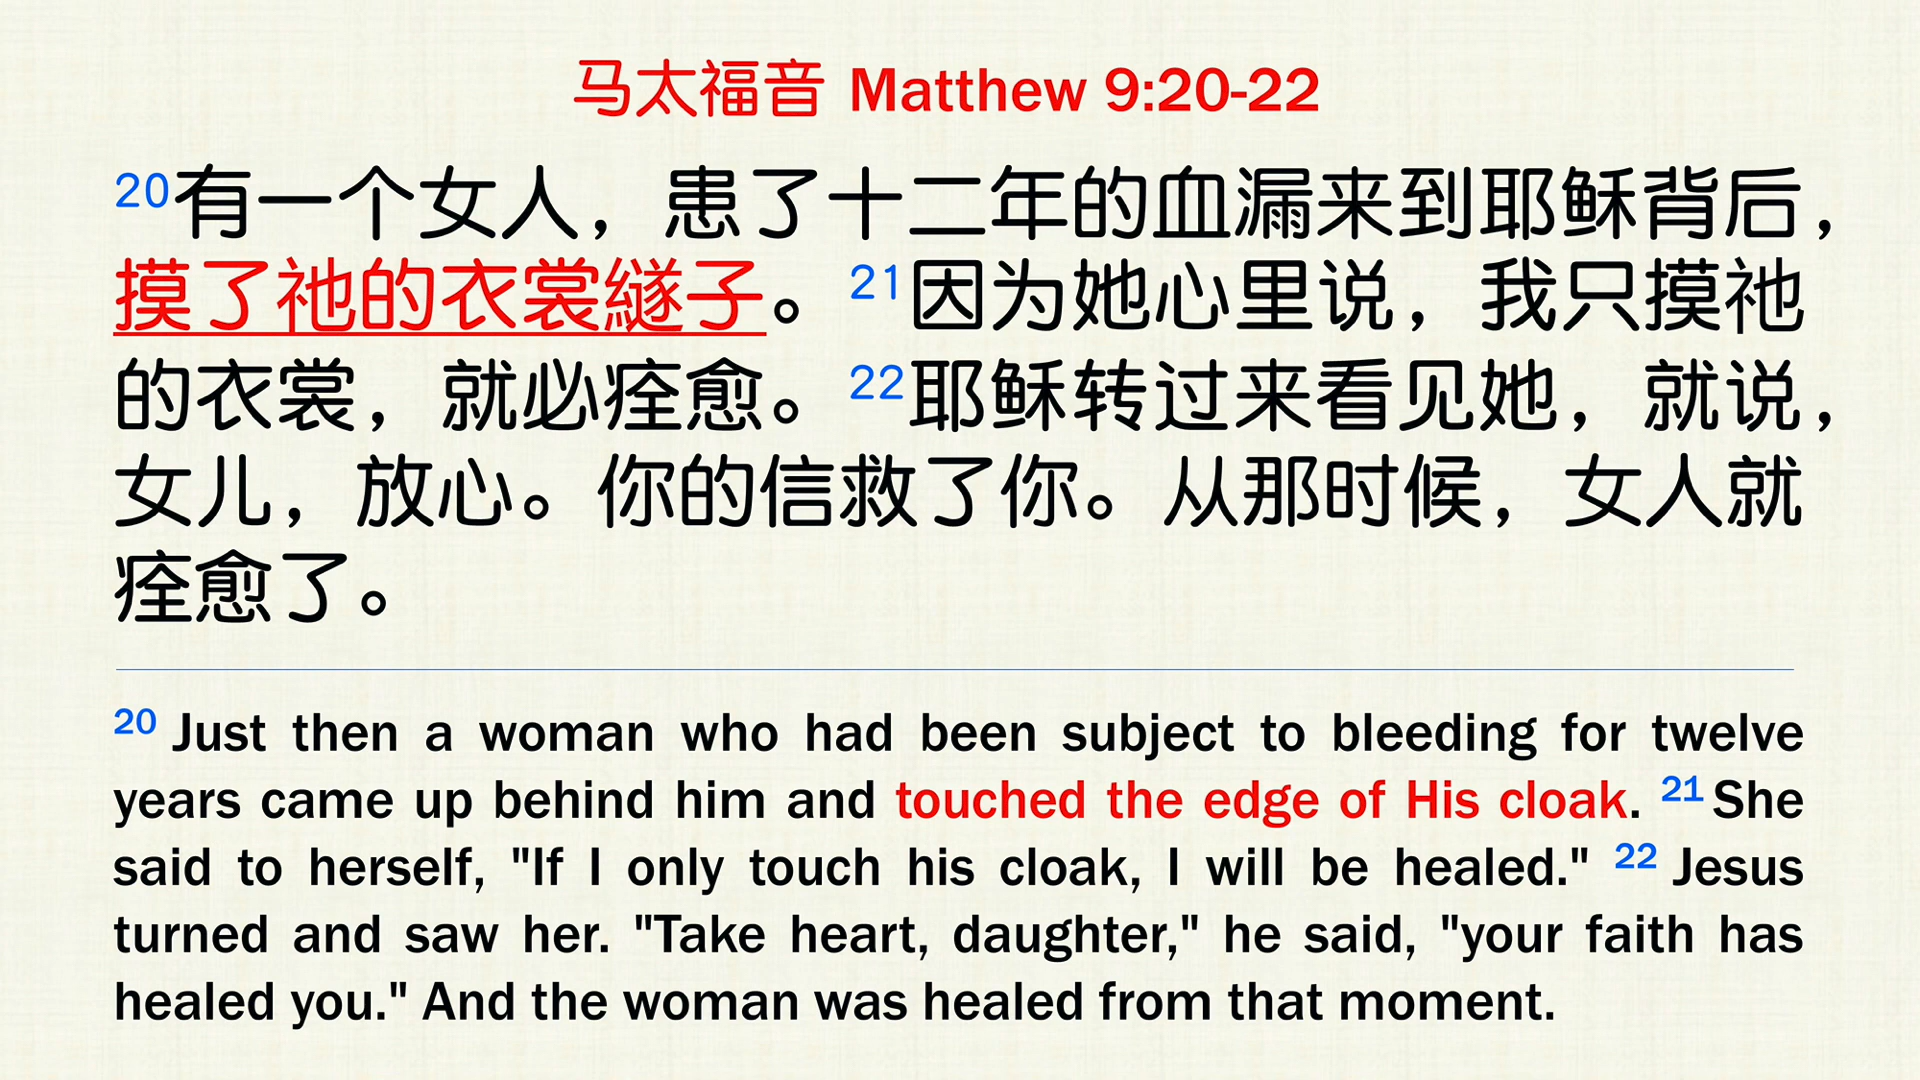 马太福音 Matthew 9:20-22
20有一个女人，患了十二年的血漏来到耶稣背后，
摸了祂的衣裳繸子。21因为她心里说，我只摸祂
的衣裳，就必痊愈。22耶稣转过来看见她，就说，
女儿，放心。你的信救了你。从那时候，女人就
痊愈了。
20 Just then a woman who had been subject to bleeding for twelve
years came up behind him and touched the edge of His cloak. 21 She
said to herself, "If I only touch his cloak, I will be healed." 22 Jesus
turned and saw her. "Take heart, daughter," he said, "your faith has
healed you." And the woman was healed from that moment.